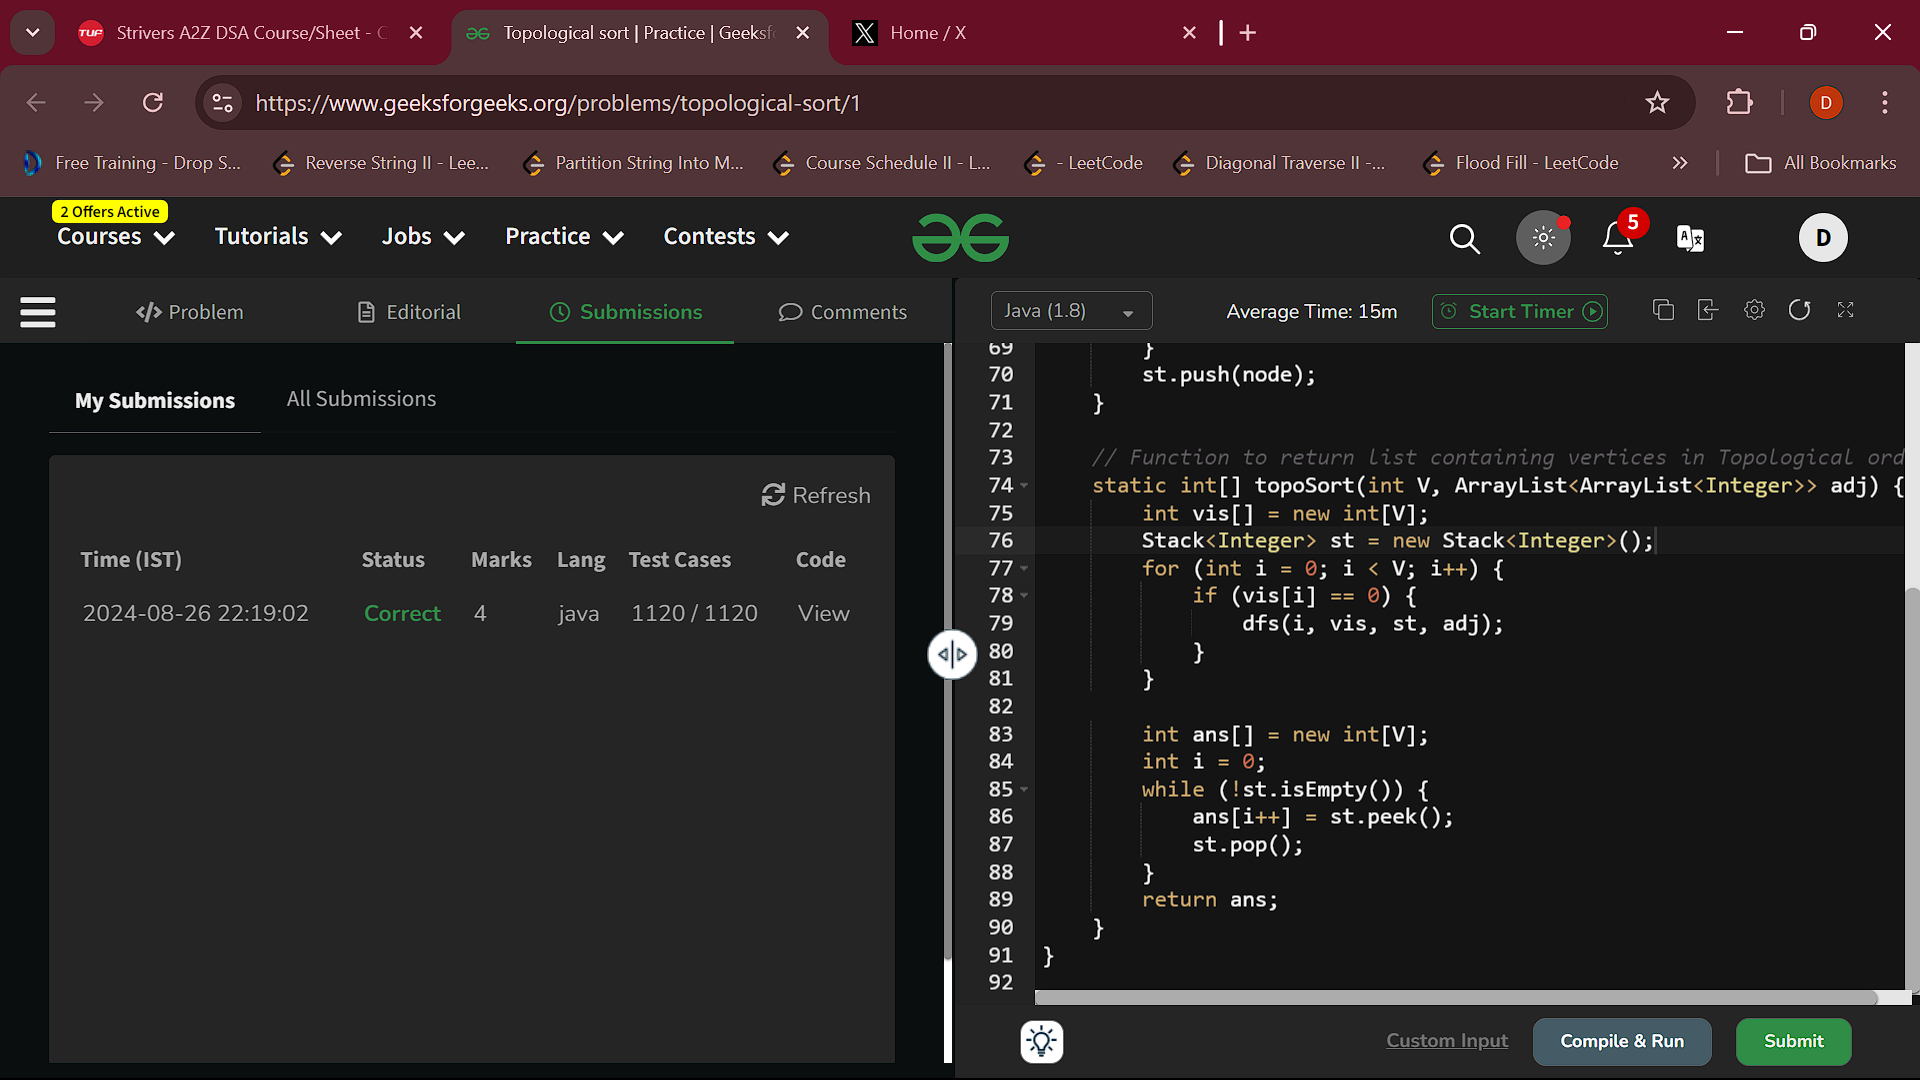 Strivers A2Z DSA Course/Sheet -
Topological sort | Practice | Geeksf
Home / X
https://www.geeksforgeeks.org/problems/topological-sort/1
D
Free Training - Drop S...
Reverse String II - Lee...
Partition String Into M...
Course Schedule II - L...
- LeetCode
Diagonal Traverse II -...
Flood Fill - LeetCode
All Bookmarks
2 Offers Active
Courses
Tutorials
Jobs
Practice
Contests
5
D
Problem
Editorial
Submissions
Comments
Java (1.8)
Average Time: 15m
Start Timer
My Submissions
All Submissions
Refresh
Time (IST) Status Marks Lang Test Cases Code
2024-08-26 22:19:02 Correct 4 java 1120 / 1120 View
69 }
70 st.push(node);
71 }
72
73 // Function to return list containing vertices in Topological ord
74 static int[] topoSort(int V, ArrayList<ArrayList<Integer>> adj) {
75 int vis[] = new int[V];
76 Stack<Integer> st = new Stack<Integer>();
77 for (int i = 0; i < V; i++) {
78 if (vis[i] == 0) {
79 dfs(i, vis, st, adj);
80 }
81 }
82
83 int ans[] = new int[V];
84 int i = 0;
85 while (!st.isEmpty()) {
86 ans[i++] = st.peek();
87 st.pop();
88 }
89 return ans;
90 }
91 }
92
Custom Input
Compile & Run
Submit